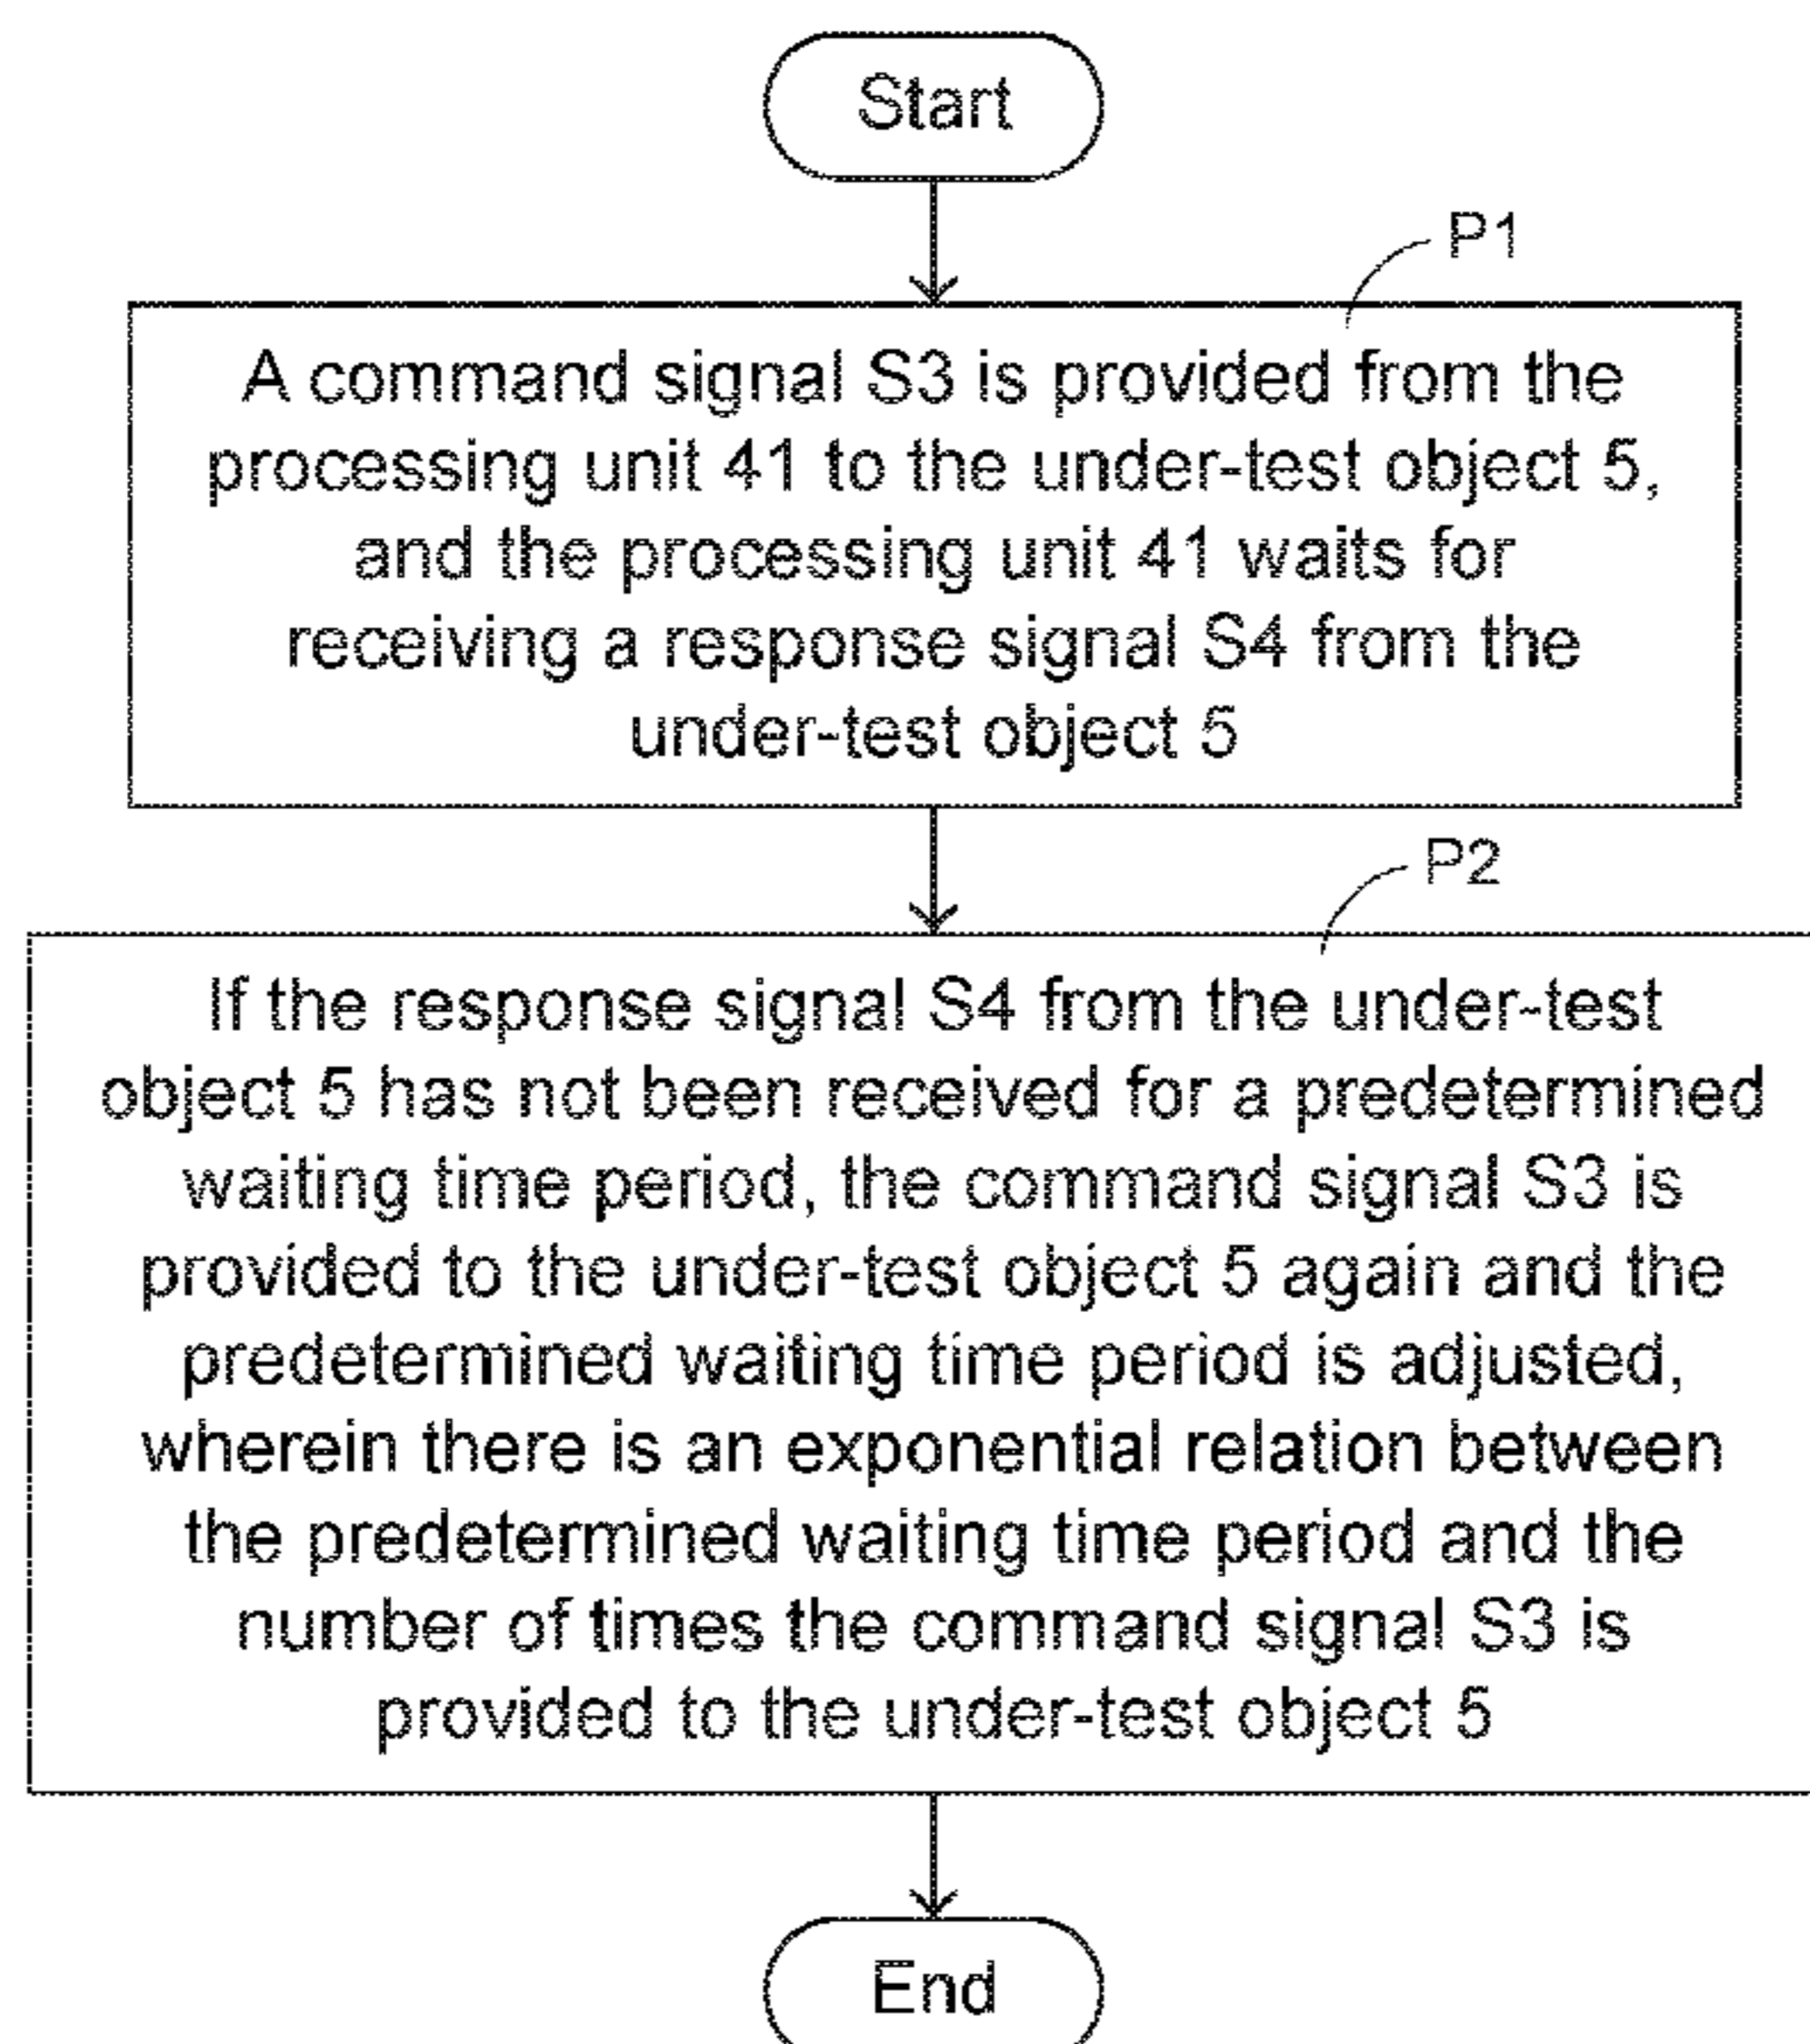 Start
P1
A command signal S3 is provided from the
processing unit 41 to the under-test object 5,
and the processing unit 41 waits for
receiving a response signal S4 from the
under-test object 5
P2
If the response signal S4 from the under-test
object 5 has not been received for a predetermined
waiting time period, the command signal S3 is
provided to the under-test object 5 again and the
predetermined waiting time period is adjusted,
wherein there is an exponential relation between
the predetermined waiting time period and the
number of times the command signal S3 is
provided to the under-test object 5
End